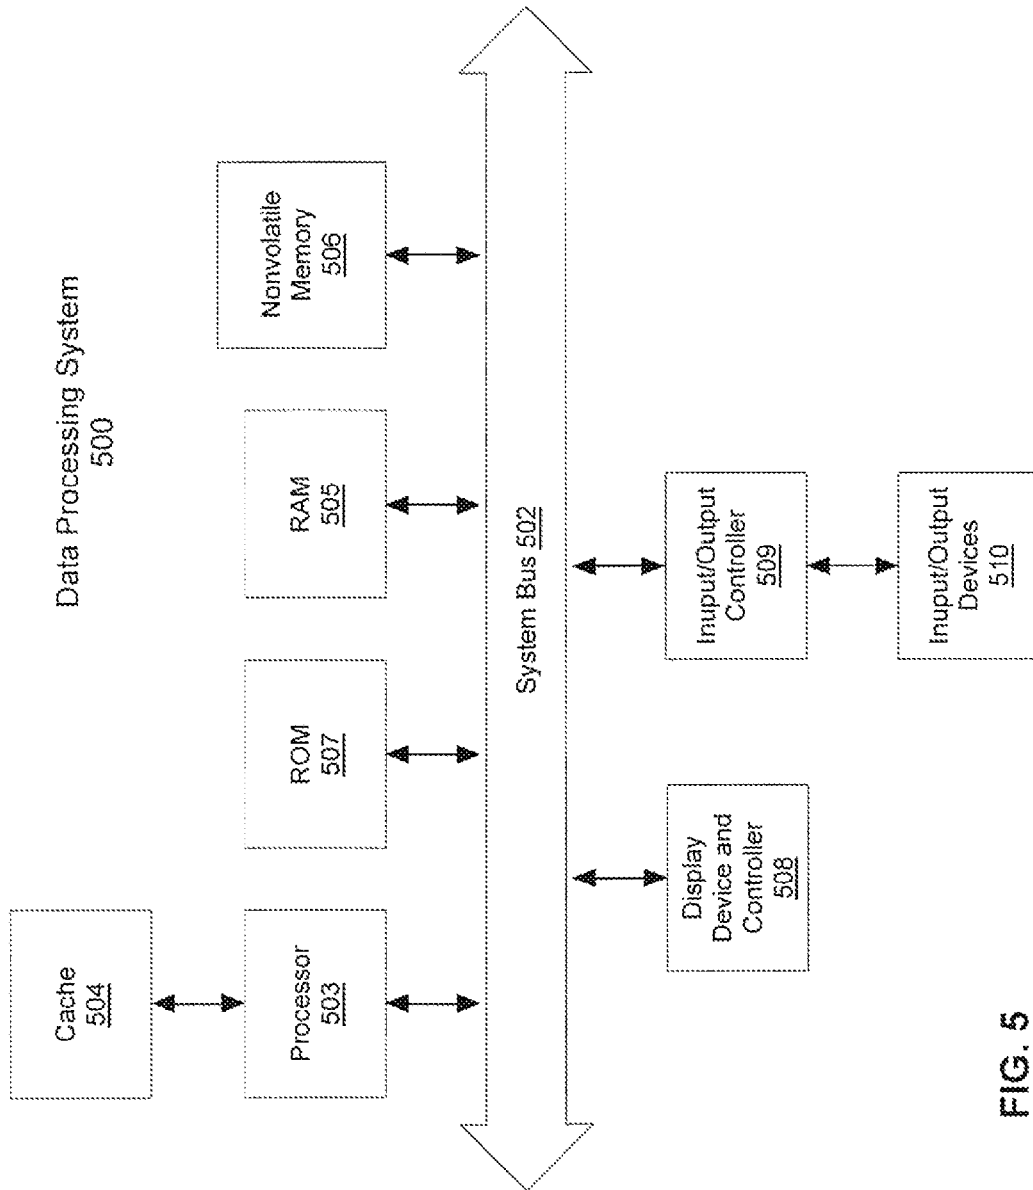 Data Processing System
500
Cache
504
Processor
503
ROM
507
RAM
505
Nonvolatile
Memory
506
System Bus 502
Display
Device and
Controller
508
Inuput/Output
Controller
509
Inuput/Output
Devices
510
FIG. 5